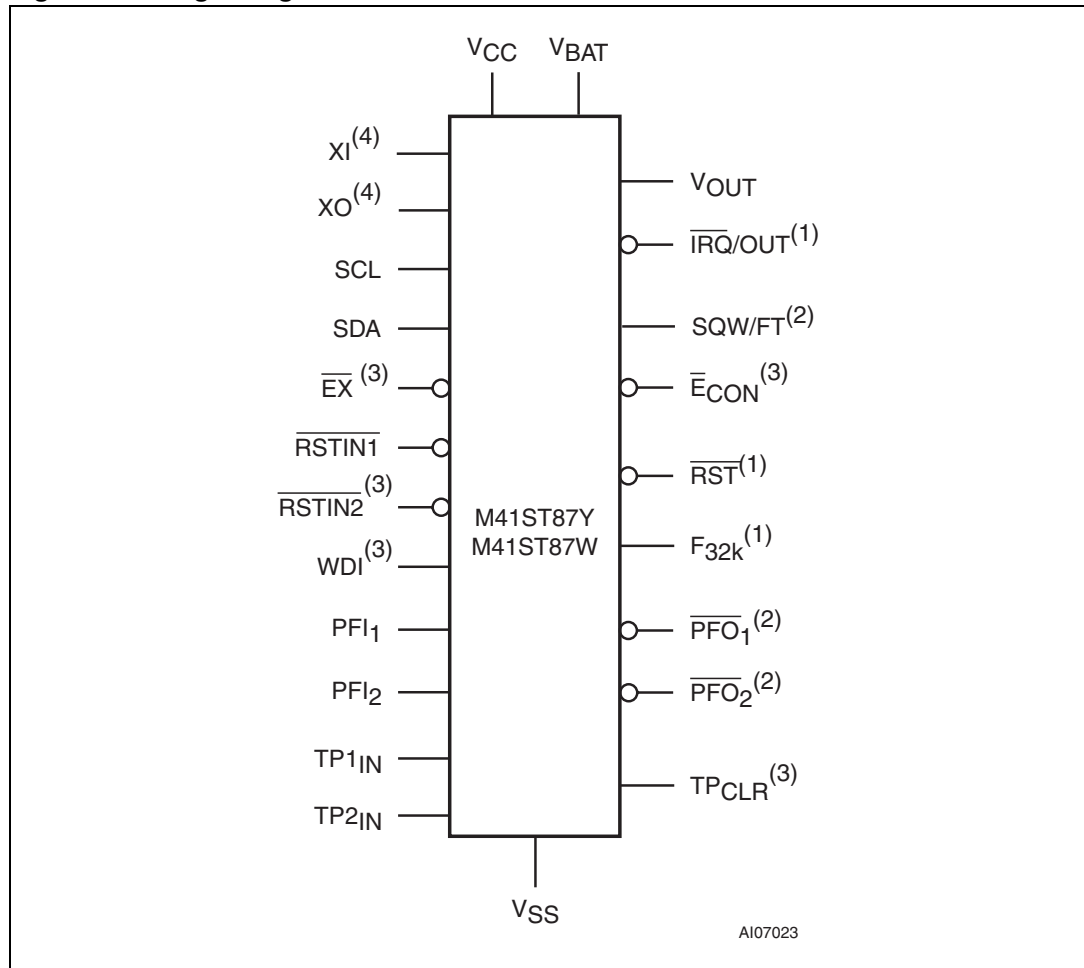 VCC VBAT
XI(4)
XO(4)
SCL
SDA
EX (3)
RSTIN1
RSTIN2(3)
WDI(3)
PFI1
PFI2
TP1IN
TP2IN
M41ST87Y
M41ST87W
VOUT
IRQ/OUT(1)
SQW/FT(2)
ECON(3)
RST(1)
F32k(1)
PFO1(2)
PFO2(2)
TPCLR(3)
VSS
AI07023